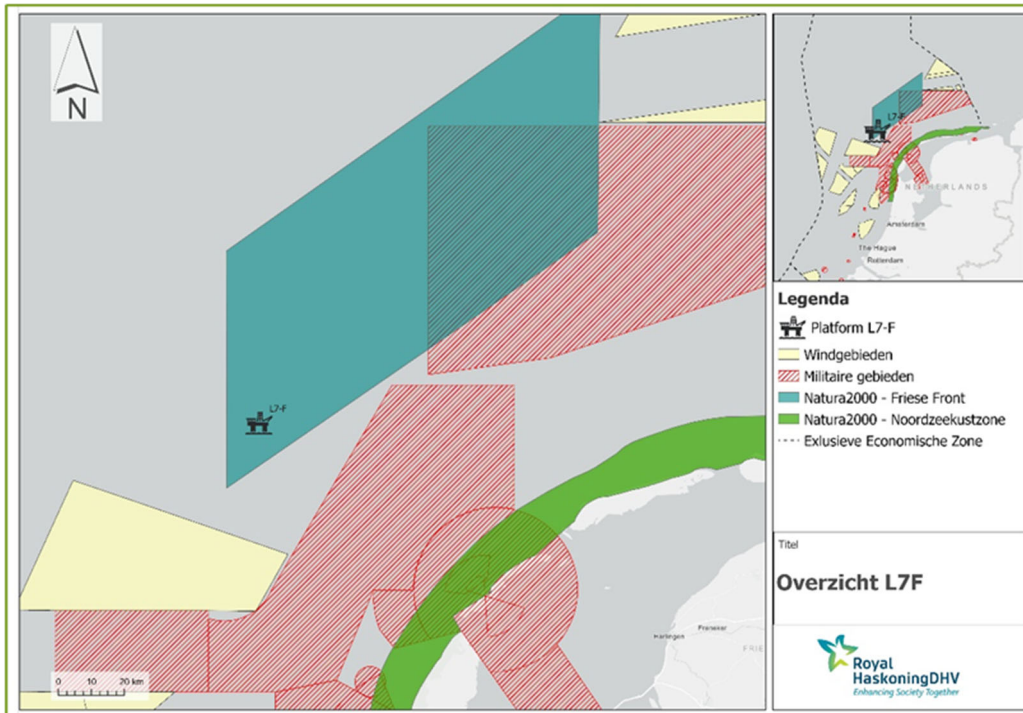 N
L7-F
0 10 20 km
Harlingen
Franeker
FRIE
L7-F
NETHERLANDS
Amsterdam
The Hague
Rotterdam
Legenda
Platform L7-F
Windgebieden
Militaire gebieden
Natura2000 - Friese Front
Natura2000 - Noordzeekustzone
Exlusieve Economische Zone
Titel
Overzicht L7F
Royal
HaskoningDHV
Enhancing Society Together